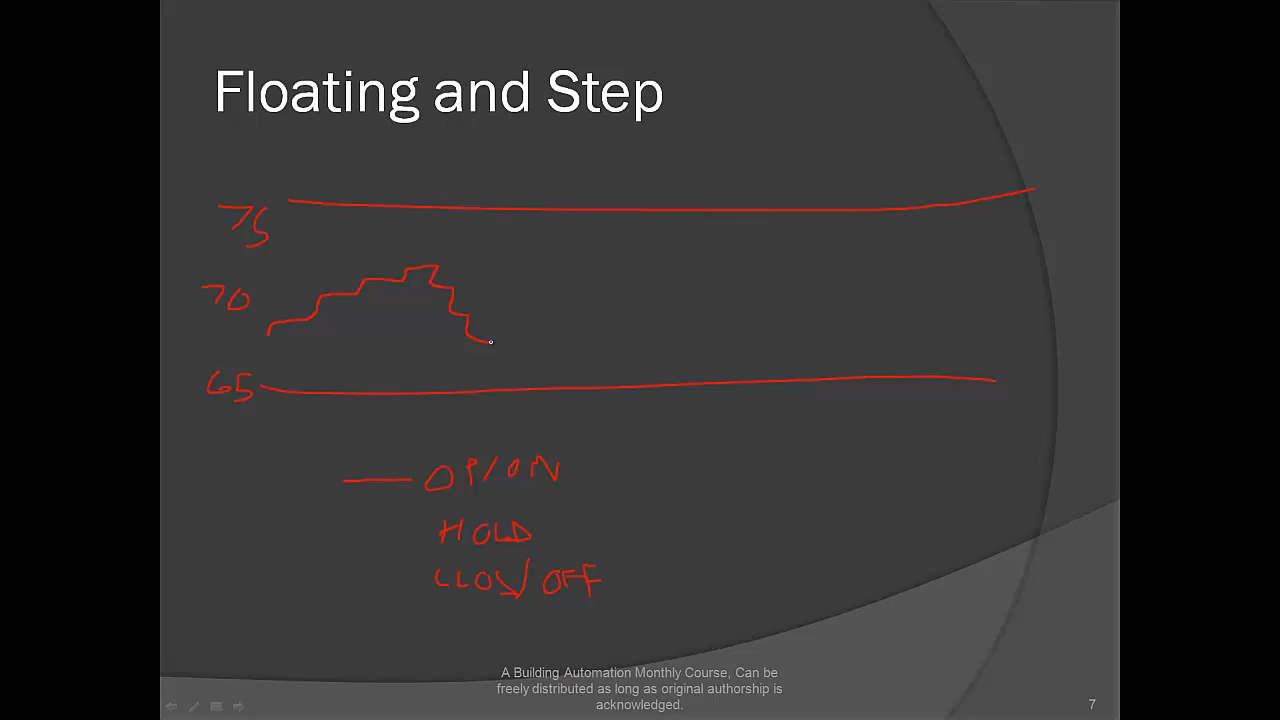 Floating and Step
75
70
65
OP/ON
HOLD
CLOS/OFF
A Building Automation Monthly Course, Can be
freely distributed as long as original authorship is
acknowledged.
7